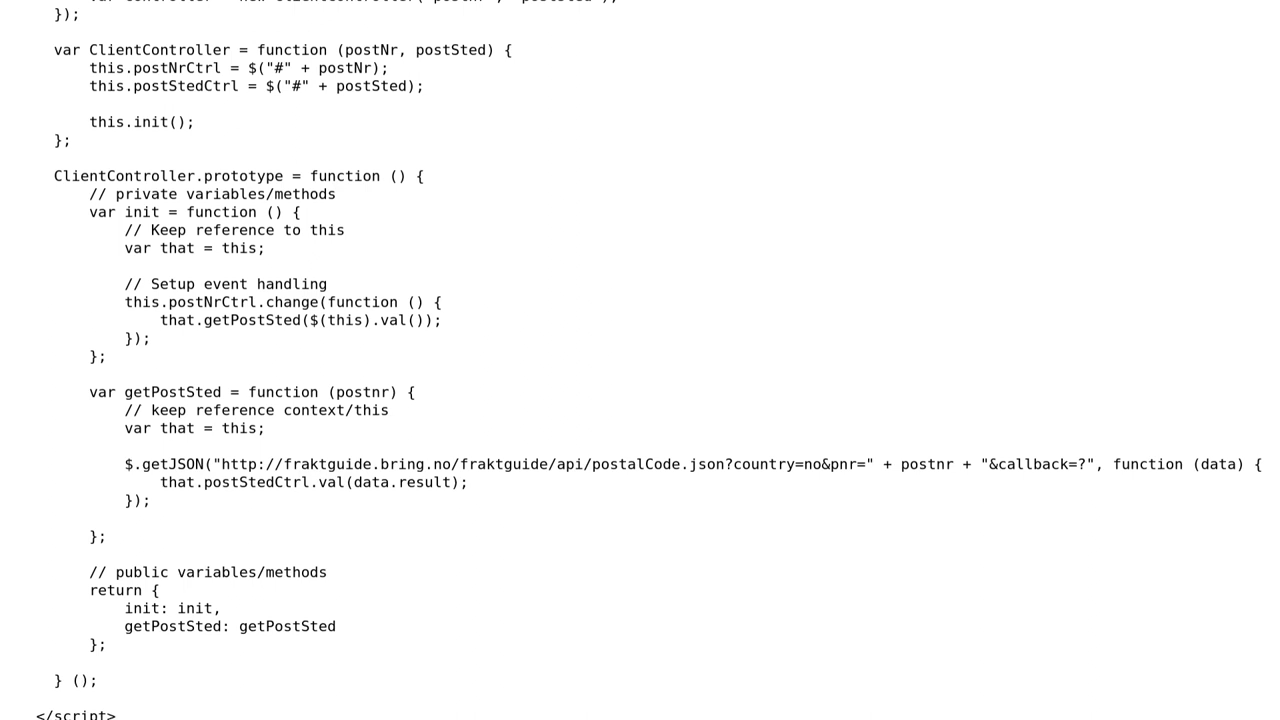 });

var ClientController = function (postNr, postSted) {
    this.postNrCtrl = $("#" + postNr);
    this.postStedCtrl = $("#" + postSted);

    this.init();
};

ClientController.prototype = function () {
    // private variables/methods
    var init = function () {
        // Keep reference to this
        var that = this;

        // Setup event handling
        this.postNrCtrl.change(function () {
            that.getPostSted($(this).val());
        });
    };

    var getPostSted = function (postnr) {
        // keep reference context/this
        var that = this;

        $.getJSON("http://fraktguide.bring.no/fraktguide/api/postalCode.json?country=no&pnr=" + postnr + "&callback=?", function (data) {
            that.postStedCtrl.val(data.result);
        });

    };

    // public variables/methods
    return {
        init: init,
        getPostSted: getPostSted
    };

} ();

</script>